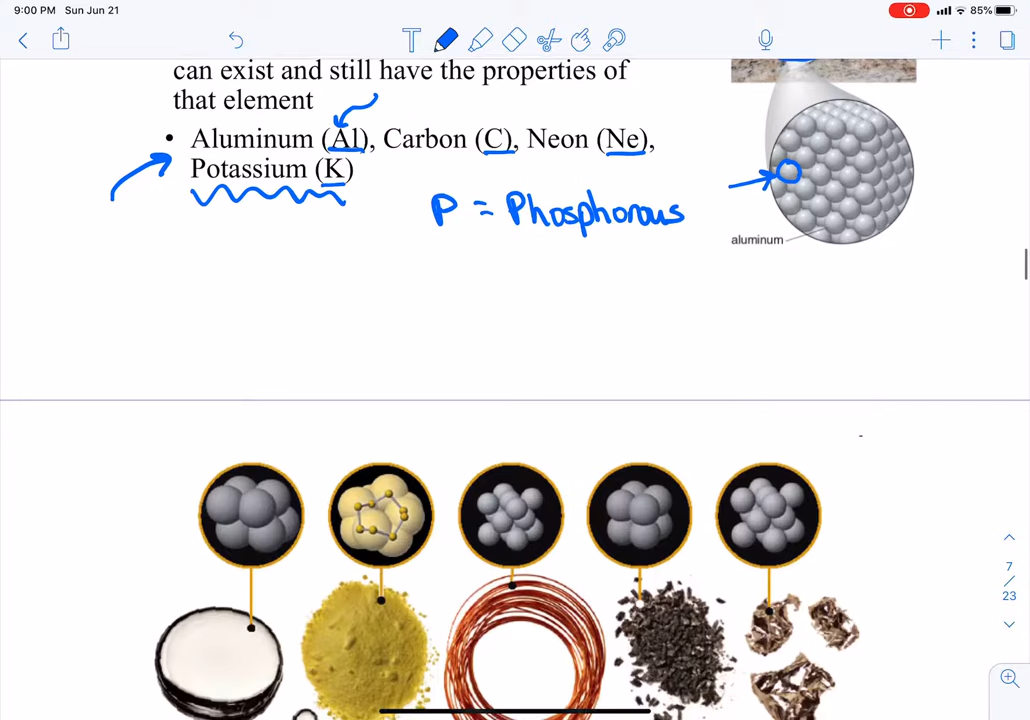 9:00 PM Sun Jun 21
85%
T
can exist and still have the properties of
that element
• Aluminum (Al), Carbon (C), Neon (Ne),
Potassium (K)
P = Phosphorous
aluminum
7
/
23